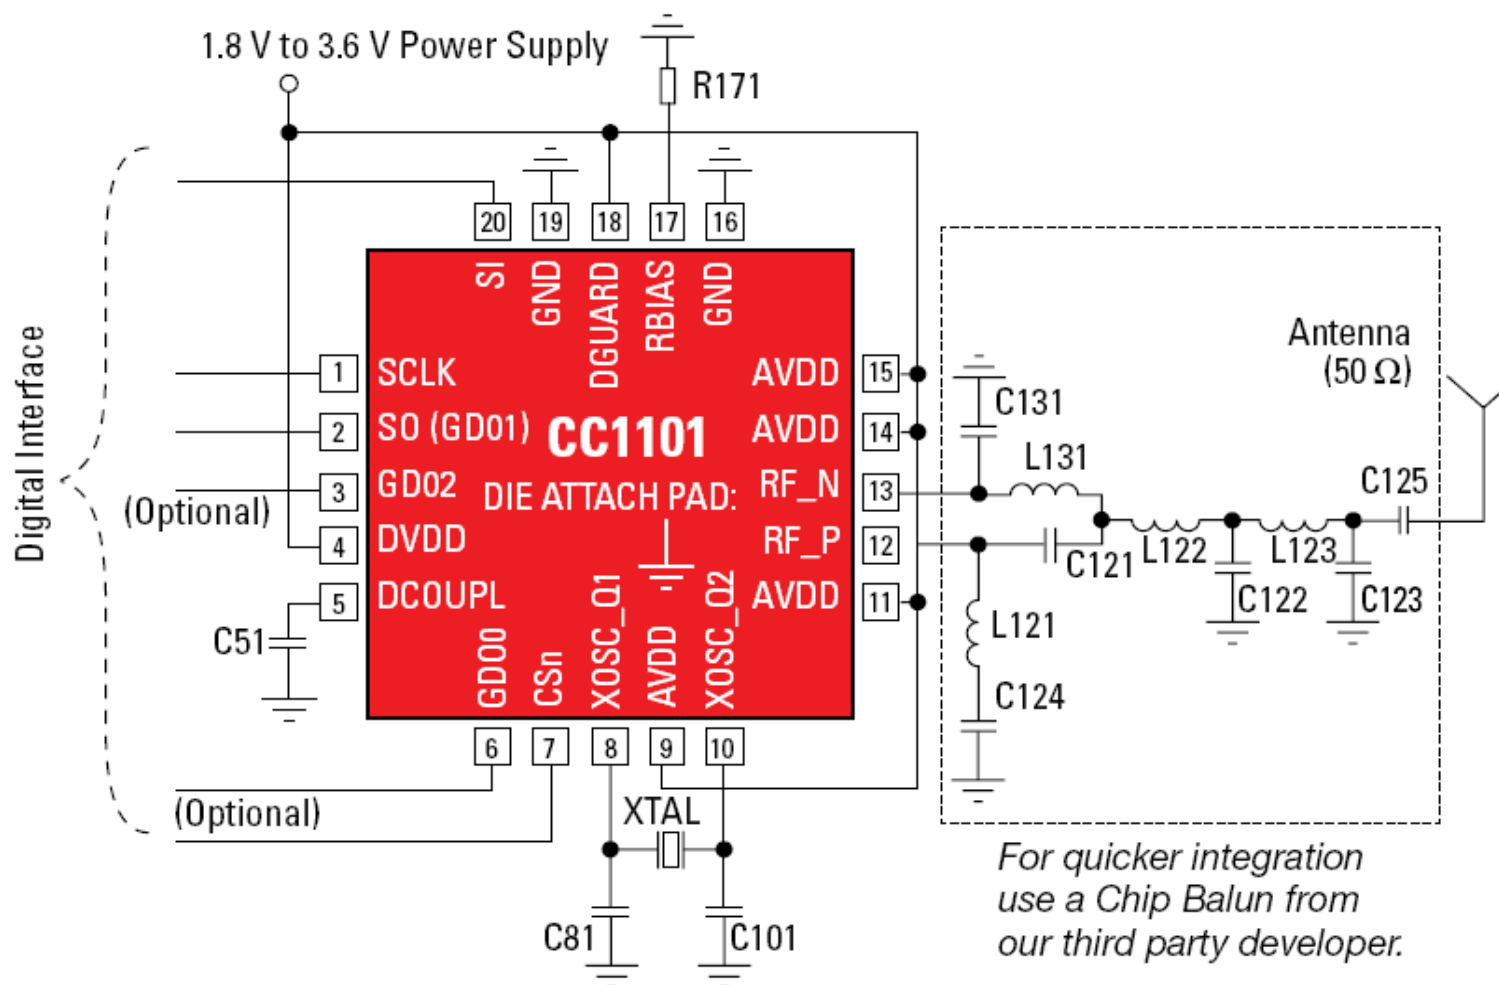 1.8 V to 3.6 V Power Supply
R171
20
19
18
17
16
SI
GND
DGUARD
RBIAS
GND
Digital Interface
1
SCLK
AVDD
15
2
SO (GD01)
CC1101
AVDD
14
3
GD02
DIE ATTACH PAD:
RF_N
13
(Optional)
4
DVDD
RF_P
12
5
DCOUPL
AVDD
11
C51
GD00
CSn
XOSC_Q1
AVDD
XOSC_Q2
6
7
8
9
10
(Optional)
XTAL
C81
C101
Antenna
(50 Ω)
C131
L131
C125
C121
L122
L123
C122
C123
L121
C124
For quicker integration
use a Chip Balun from
our third party developer.